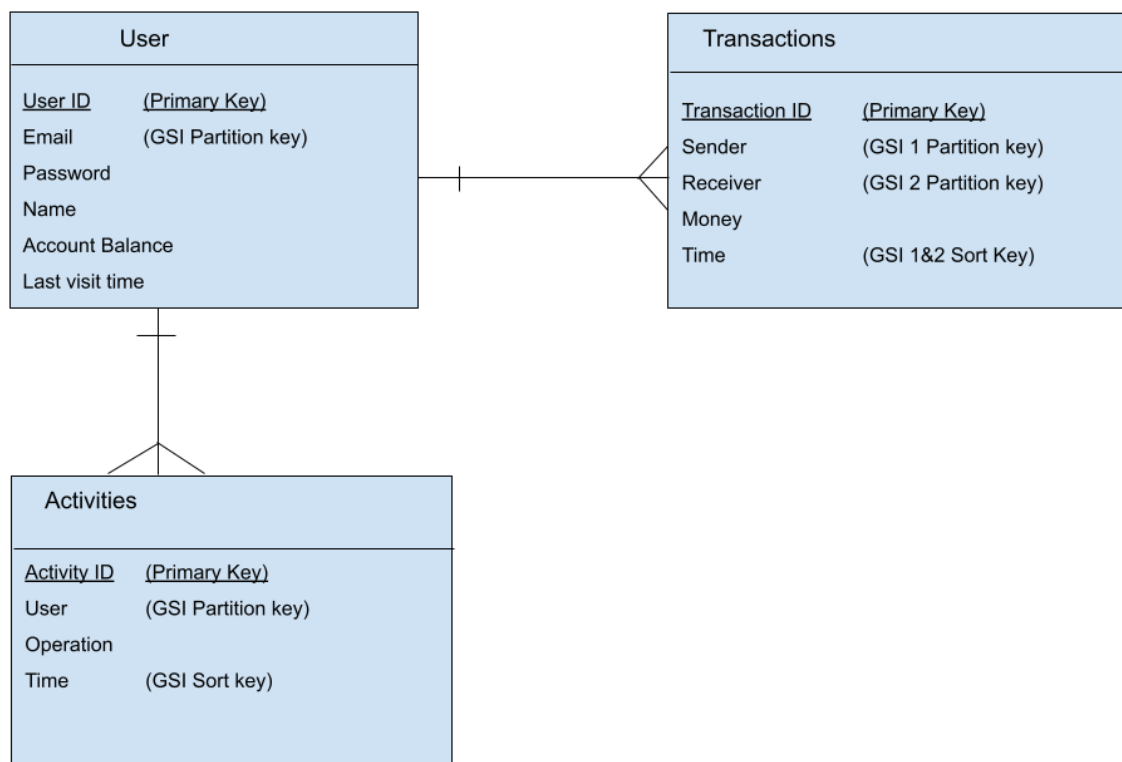 User
User ID (Primary Key)
Email (GSI Partition key)
Password
Name
Account Balance
Last visit time
Transactions
Transaction ID (Primary Key)
Sender (GSI 1 Partition key)
Receiver (GSI 2 Partition key)
Money
Time (GSI 1&2 Sort Key)
Activities
Activity ID (Primary Key)
User (GSI Partition key)
Operation
Time (GSI Sort key)